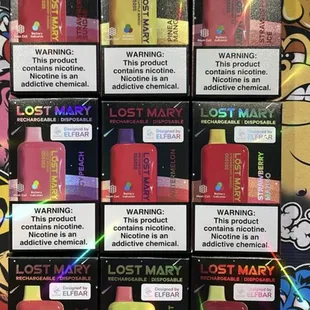 WARNING:
This product
contains nicotine.
Nicotine is an
addictive chemical.
WARNING:
This product
contains nicotine.
Nicotine is an
addictive chemical.
WARNING:
This product
contains nicotine.
Nicotine is an
addictive chemical.
LOST MARY
RECHARGEABLE DISPOSABLE
Designed by
ELFBAR
LOST MARY
RECHARGEABLE DISPOSABLE
Designed by
ELFBAR
LOST MARY
RECHARGEABLE DISPOSABLE
Designed by
ELFBAR
PEACH
LOST MARY
LOST MARY
STRAWBERRY
WARNING:
This product
contains nicotine.
Nicotine is an
addictive chemical.
WARNING:
This product
contains nicotine.
Nicotine is an
addictive chemical.
WARNING:
This product
contains nicotine.
Nicotine is an
addictive chemical.
LOST MARY
RECHARGEABLE DISPOSABLE
Designed by
ELFBAR
LOST MARY
RECHARGEABLE DISPOSABLE
Designed by
ELFBAR
LOST MARY
RECHARGEABLE DISPOSABLE
Designed by
ELFBAR